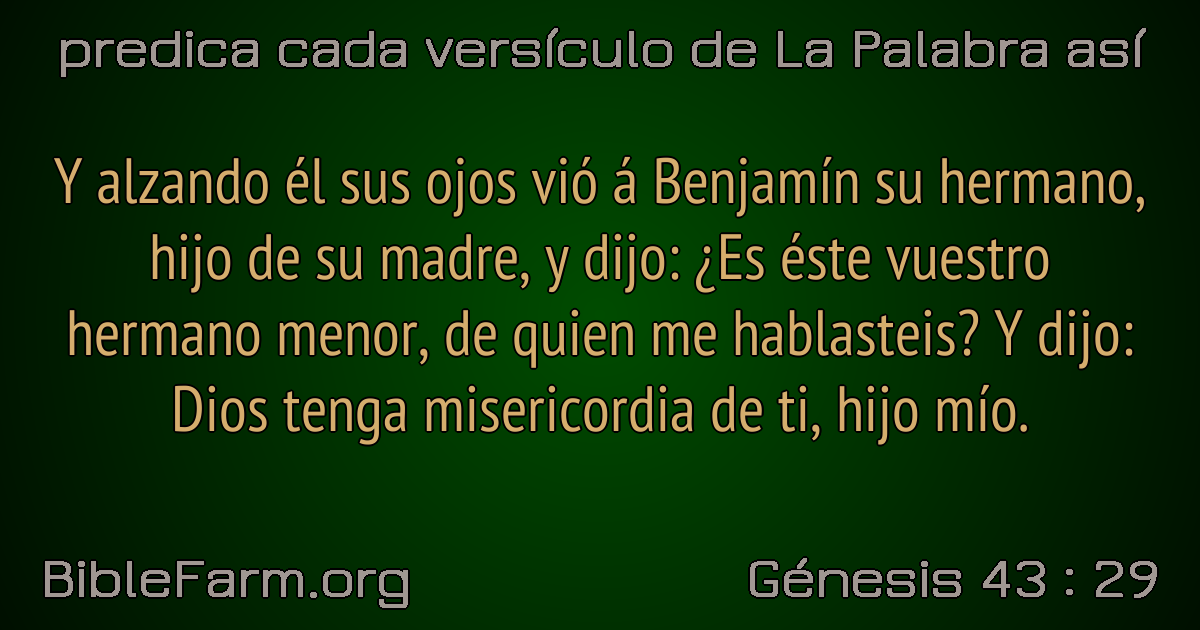 predica cada versículo de La Palabra así
Y alzando él sus ojos vió á Benjamín su hermano,
hijo de su madre, y dijo: ¿Es éste vuestro
hermano menor, de quien me hablasteis? Y dijo:
Dios tenga misericordia de ti, hijo mío.
BibleFarm.org
Génesis 43 : 29